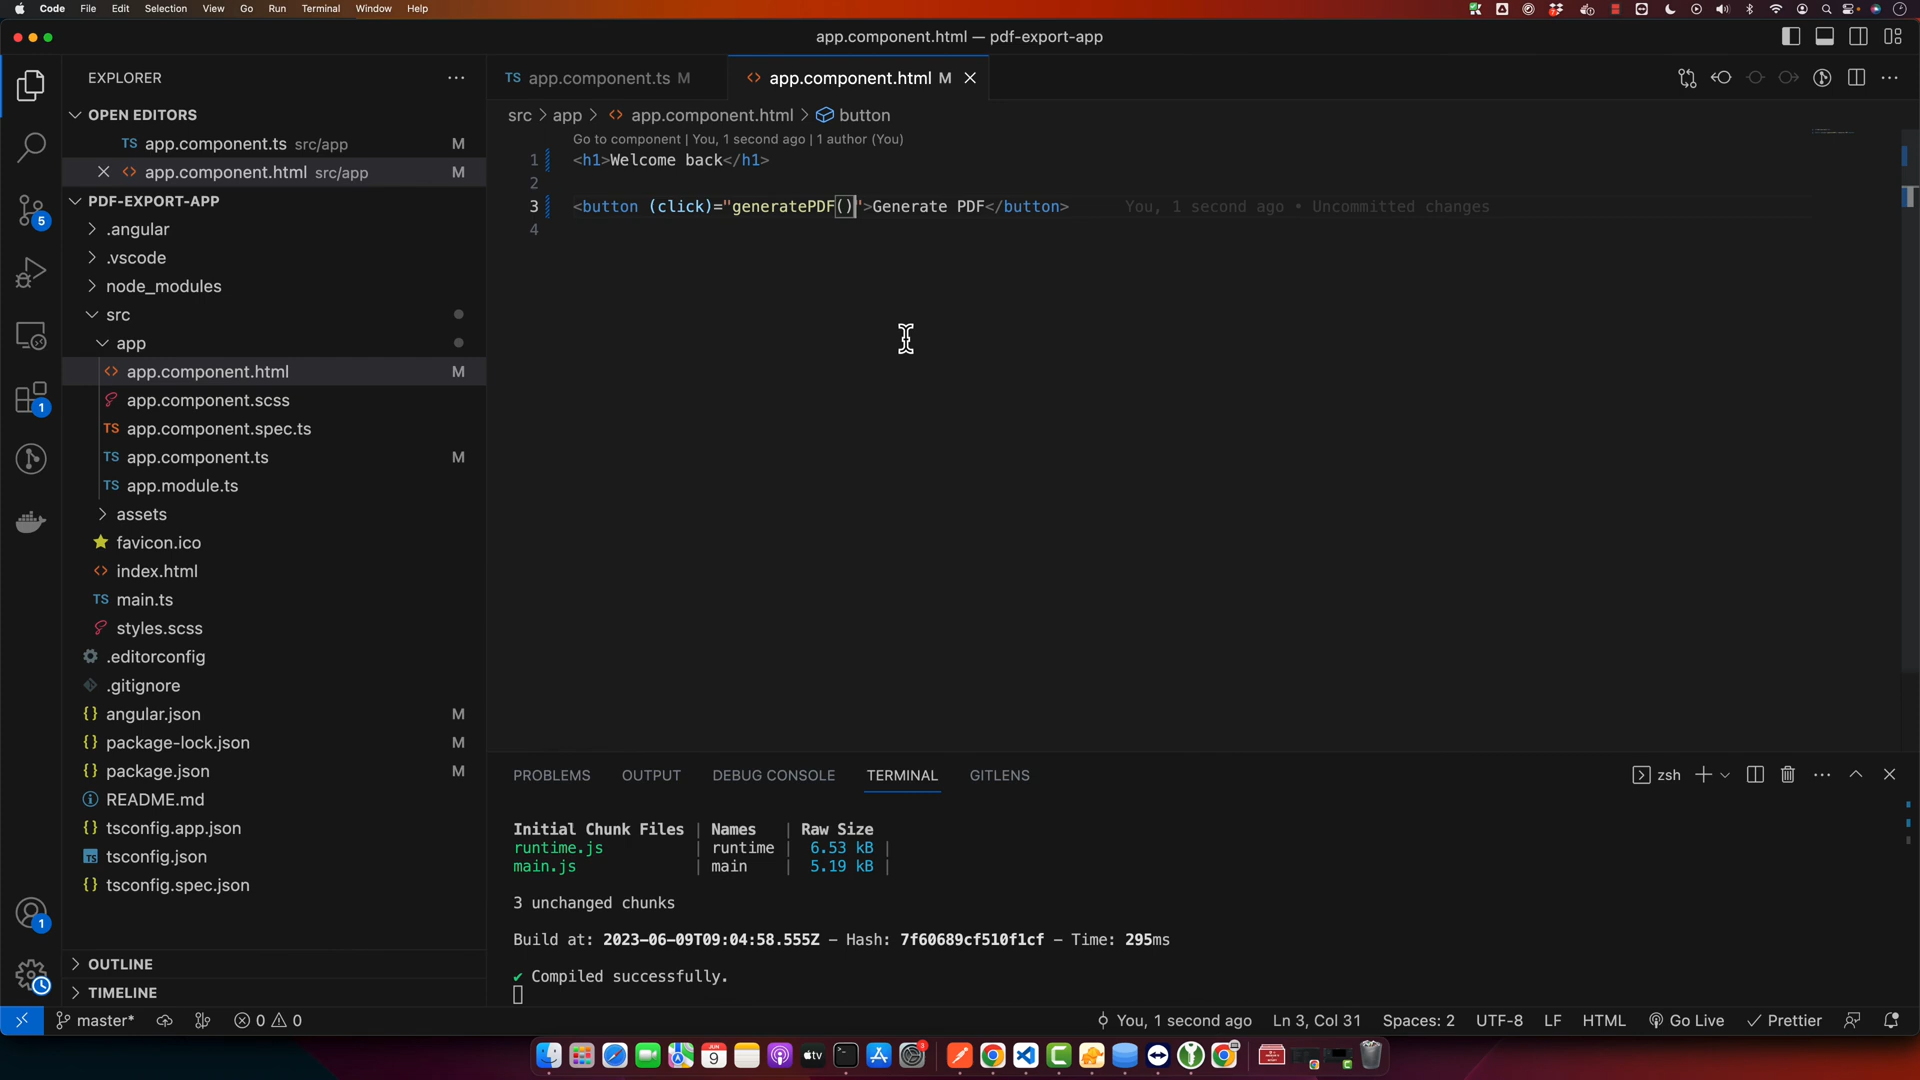 Code File Edit Selection View Go Run Terminal Window Help
app.component.html — pdf-export-app
EXPLORER
OPEN EDITORS
TS app.component.ts src/app M
<> app.component.html src/app M
PDF-EXPORT-APP
.angular
.vscode
node_modules
src
app
<> app.component.html M
app.component.scss
TS app.component.spec.ts
TS app.component.ts M
TS app.module.ts
assets
favicon.ico
<> index.html
TS main.ts
styles.scss
.editorconfig
.gitignore
{} angular.json M
{} package-lock.json M
{} package.json M
README.md
{} tsconfig.app.json
TS tsconfig.json
{} tsconfig.spec.json
OUTLINE
TIMELINE
5
1
1
TS app.component.ts M
<> app.component.html M
src > app > <> app.component.html > button
Go to component | You, 1 second ago | 1 author (You)
1 <h1>Welcome back</h1>
2
3 <button (click)="generatePDF()">Generate PDF</button> You, 1 second ago • Uncommitted changes
4
PROBLEMS OUTPUT DEBUG CONSOLE TERMINAL GITLENS
zsh
Initial Chunk Files | Names | Raw Size
runtime.js | runtime | 6.53 kB |
main.js | main | 5.19 kB |
3 unchanged chunks
Build at: 2023-06-09T09:04:58.555Z - Hash: 7f60689cf510f1cf - Time: 295ms
✔ Compiled successfully.
master* 0 0 You, 1 second ago Ln 3, Col 31 Spaces: 2 UTF-8 LF HTML Go Live Prettier
JUN
9
tv
3